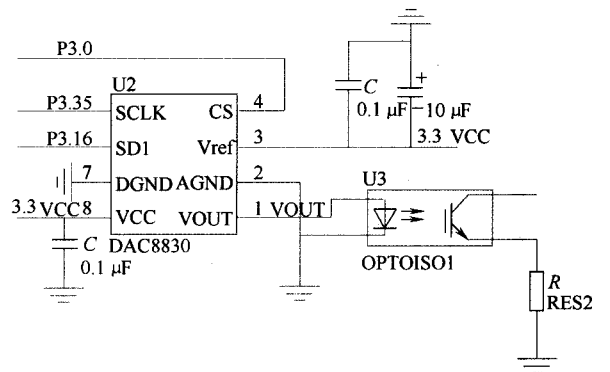 P3.0
U2
4
C
+
P3.35
SCLK
CS
0.1 μF
10 μF
P3.16
SD1
Vref
3
3.3 VCC
7
DGND
AGND
2
U3
3.3 VCC
8
VCC
VOUT
1
VOUT
C
DAC8830
0.1 μF
OPTOISO1
R
RES2